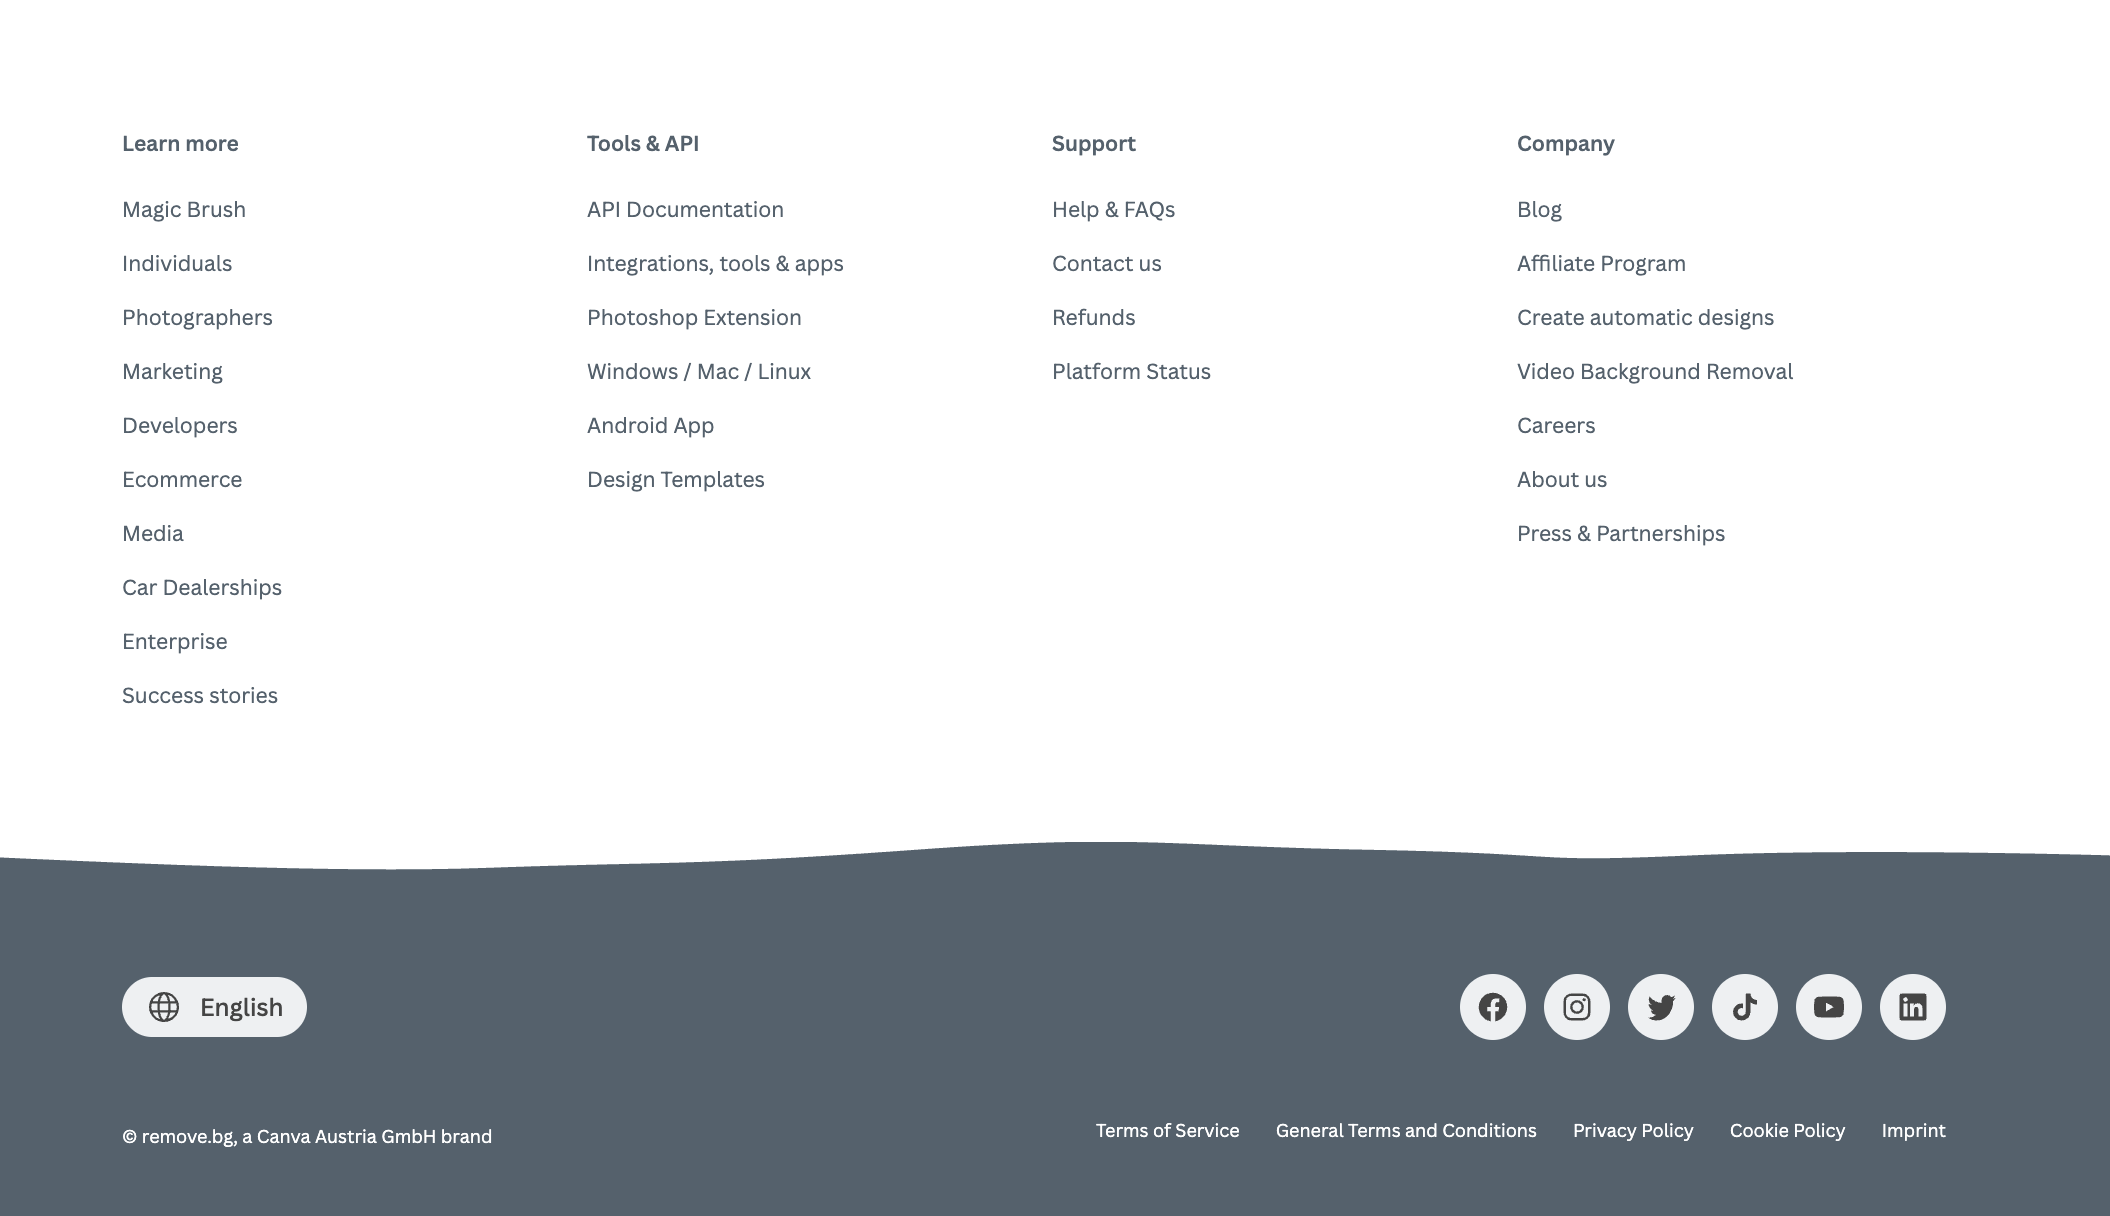 Learn more
Magic Brush
Individuals
Photographers
Marketing
Developers
Ecommerce
Media
Car Dealerships
Enterprise
Success stories
Tools & API
API Documentation
Integrations, tools & apps
Photoshop Extension
Windows / Mac / Linux
Android App
Design Templates
Support
Help & FAQs
Contact us
Refunds
Platform Status
Company
Blog
Affiliate Program
Create automatic designs
Video Background Removal
Careers
About us
Press & Partnerships
English
© remove.bg, a Canva Austria GmbH brand
Terms of Service General Terms and Conditions Privacy Policy Cookie Policy Imprint